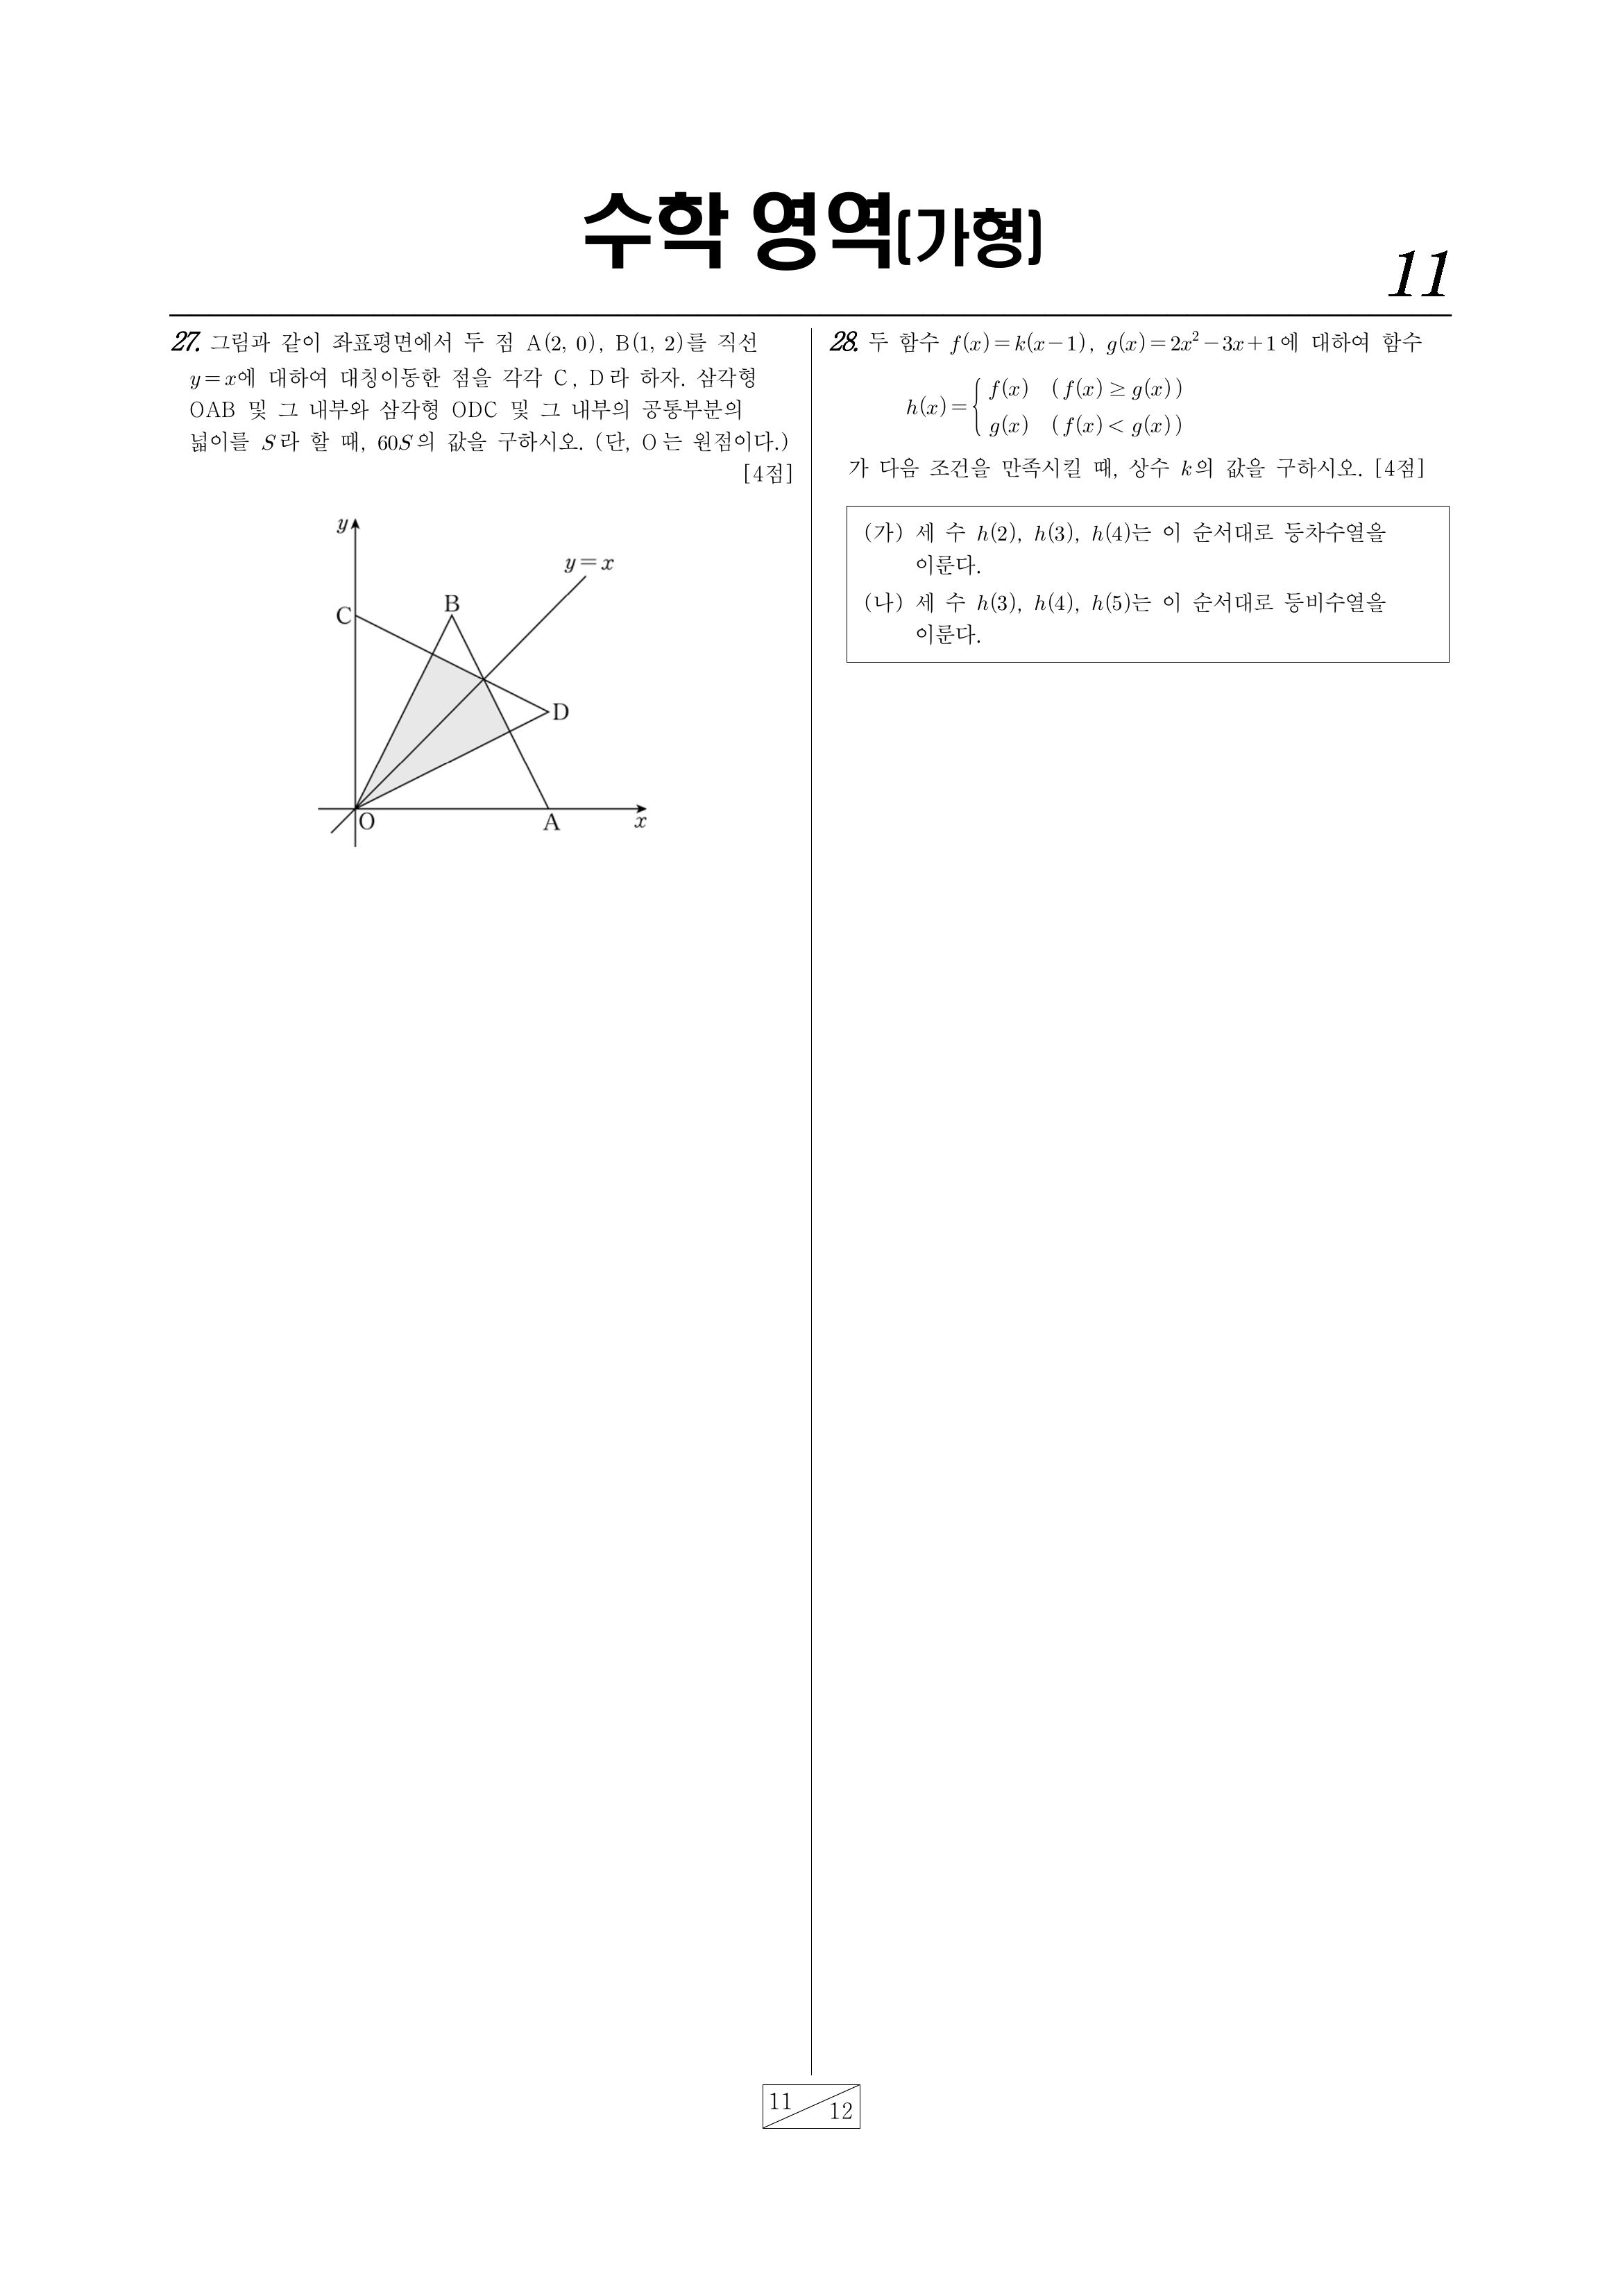 수학 영역(가형)
11
27. 그림과 같이 좌표평면에서 두 점 A(2, 0), B(1, 2)를 직선
y=x에 대하여 대칭이동한 점을 각각 C, D라 하자. 삼각형
OAB 및 그 내부와 삼각형 ODC 및 그 내부의 공통부분의
넓이를 S라 할 때, 60S의 값을 구하시오. (단, O는 원점이다.)
[4점]
y
y=x
B
C
D
O
A
x
28. 두 함수 f(x)=k(x-1), g(x)=2x²-3x+1에 대하여 함수
h(x)={ f(x) (f(x) ≥ g(x))
g(x) (f(x) < g(x))
가 다음 조건을 만족시킬 때, 상수 k의 값을 구하시오. [4점]
(가) 세 수 h(2), h(3), h(4)는 이 순서대로 등차수열을
이룬다.
(나) 세 수 h(3), h(4), h(5)는 이 순서대로 등비수열을
이룬다.
11
12